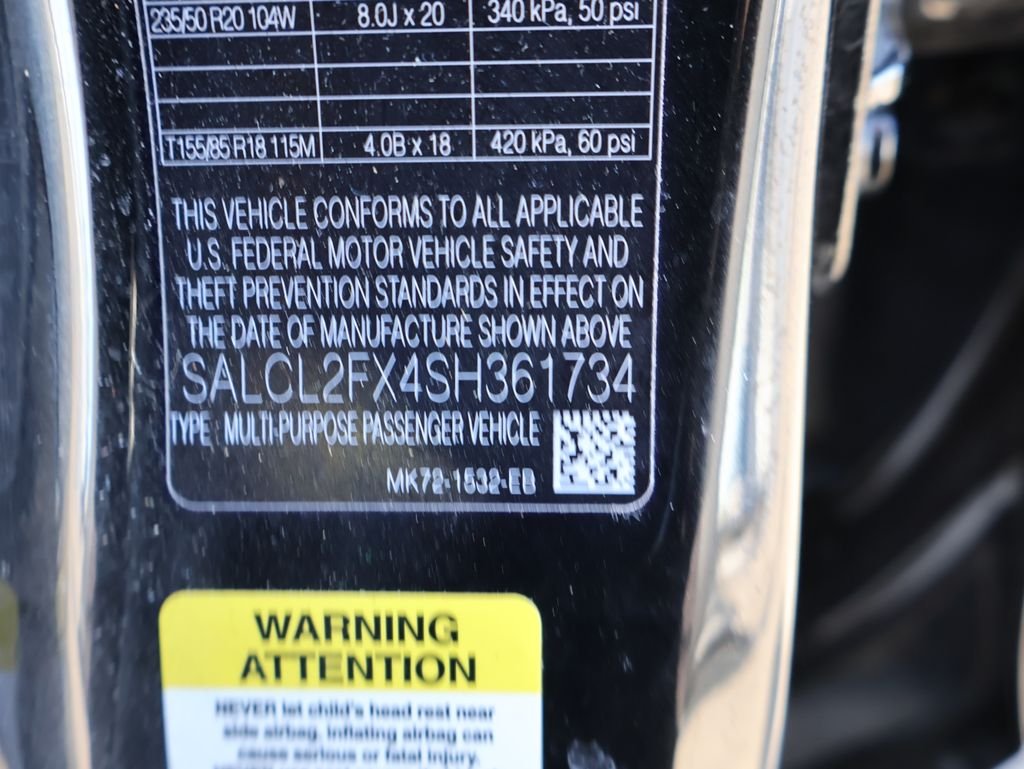 235/50 R20 104W 8.0J x 20 340 kPa, 50 psi
T155/85 R18 115M 4.0B x 18 420 kPa, 60 psi
THIS VEHICLE CONFORMS TO ALL APPLICABLE
U.S. FEDERAL MOTOR VEHICLE SAFETY AND
THEFT PREVENTION STANDARDS IN EFFECT ON
THE DATE OF MANUFACTURE SHOWN ABOVE
SALCL2FX4SH361734
TYPE : MULTI-PURPOSE PASSENGER VEHICLE
MK72-1532-EB
WARNING
ATTENTION
NEVER let child's head rest near
side airbag. Inflating airbag can
cause serious or fatal injury.